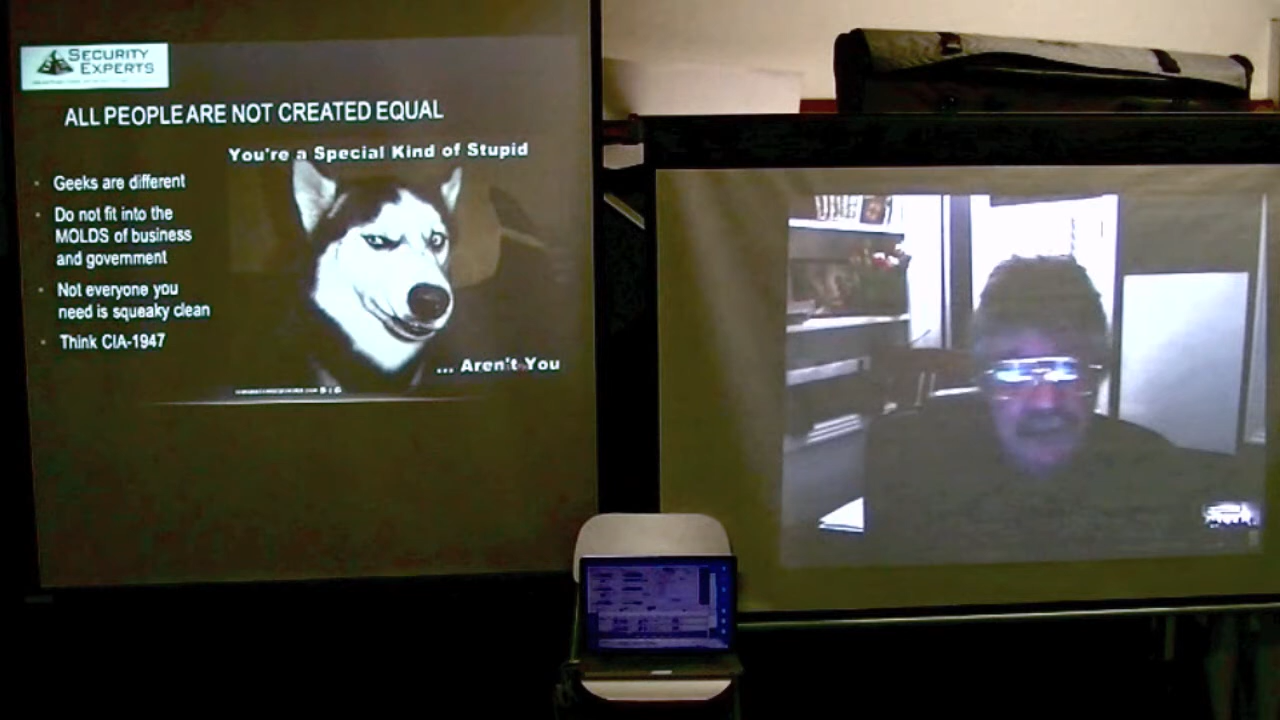 SECURITY
EXPERTS
ALL PEOPLE ARE NOT CREATED EQUAL
You're a Special Kind of Stupid
• Geeks are different
• Do not fit into the
MOLDS of business
and government
• Not everyone you
need is squeaky clean
• Think CIA-1947
... Aren't You